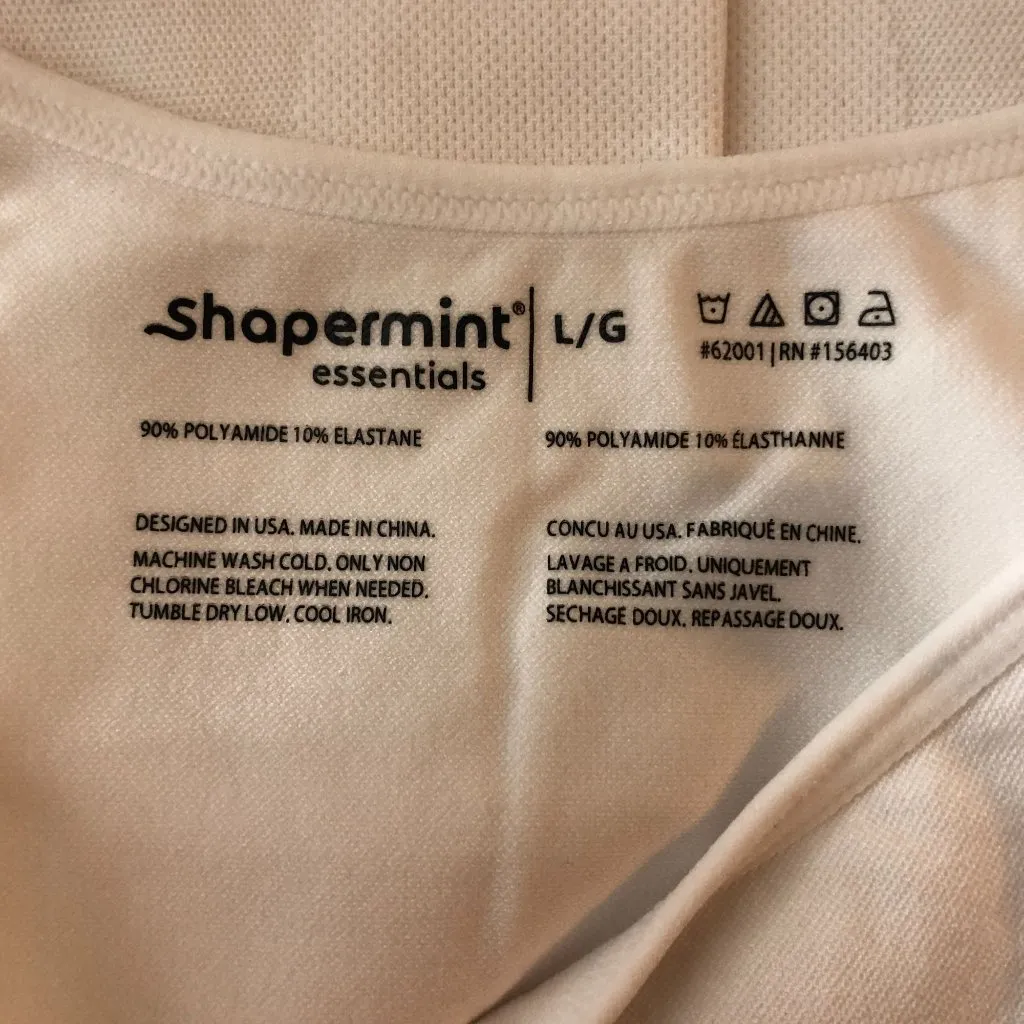 Shapermint®
essentials
L/G
#62001 | RN #156403
90% POLYAMIDE 10% ELASTANE
90% POLYAMIDE 10% ÉLASTHANNE
DESIGNED IN USA. MADE IN CHINA.
MACHINE WASH COLD. ONLY NON
CHLORINE BLEACH WHEN NEEDED.
TUMBLE DRY LOW. COOL IRON.
CONCU AU USA. FABRIQUÉ EN CHINE.
LAVAGE A FROID. UNIQUEMENT
BLANCHISSANT SANS JAVEL.
SECHAGE DOUX. REPASSAGE DOUX.